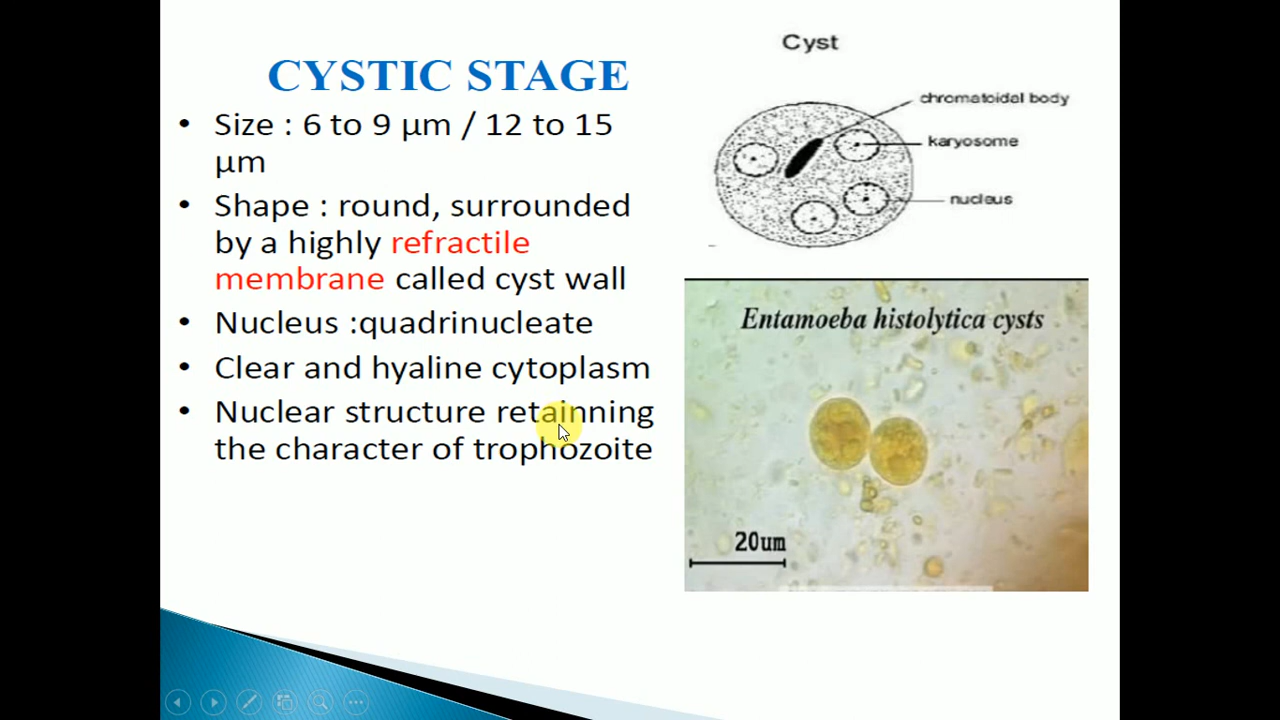 CYSTIC STAGE
• Size : 6 to 9 µm / 12 to 15
µm
• Shape : round, surrounded
by a highly refractile
membrane called cyst wall
• Nucleus :quadrinucleate
• Clear and hyaline cytoplasm
• Nuclear structure retainning
the character of trophozoite
Cyst
chromatoidal body
karyosome
nucleus
Entamoeba histolytica cysts
20um